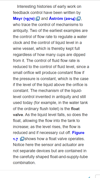 Interesting histories of early work on
feedback control have been written by
Mayr (1970) and Åström (2014),
who trace the control of mechanisms to
antiquity. Two of the earliest examples are
the control of flow rate to regulate a water
clock and the control of liquid level in a
wine vessel, which is thereby kept full
regardless of how many cups are dipped
from it. The control of fluid flow rate is
reduced to the control of fluid level, since a
small orifice will produce constant flow if
the pressure is constant, which is the case
if the level of the liquid above the orifice is
constant. The mechanism of the liquid-
level control invented in antiquity and still
used today (for example, in the water tank
of the ordinary flush toilet) is the float
valve. As the liquid level falls, so does the
float, allowing the flow into the tank to
increase; as the level rises, the flow is
reduced and if necessary cut off. Figure
1.7 shows how a float valve operates.
Notice here the sensor and actuator are
not separate devices but are contained in
the carefully shaped float-and-supply-tube
combination.